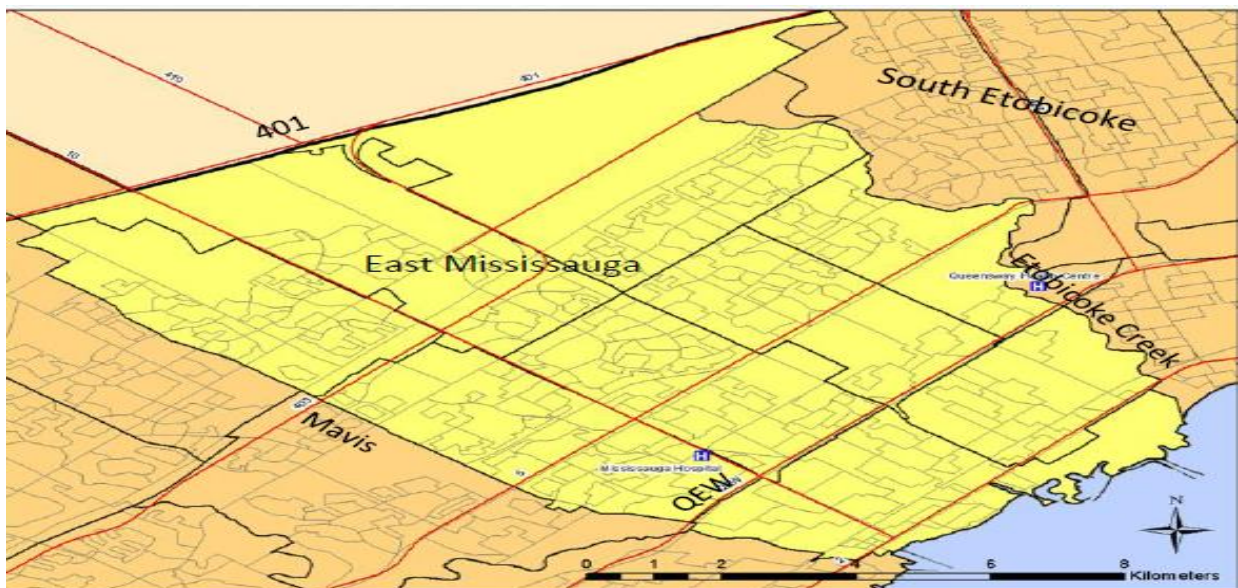 410
401
401
South Etobicoke
10
East Mississauga
Queensway Health Centre
Etobicoke Creek
403
Mavis
5
Mississauga Hospital
QEW
N
0 1 2 4 6 8
Kilometers